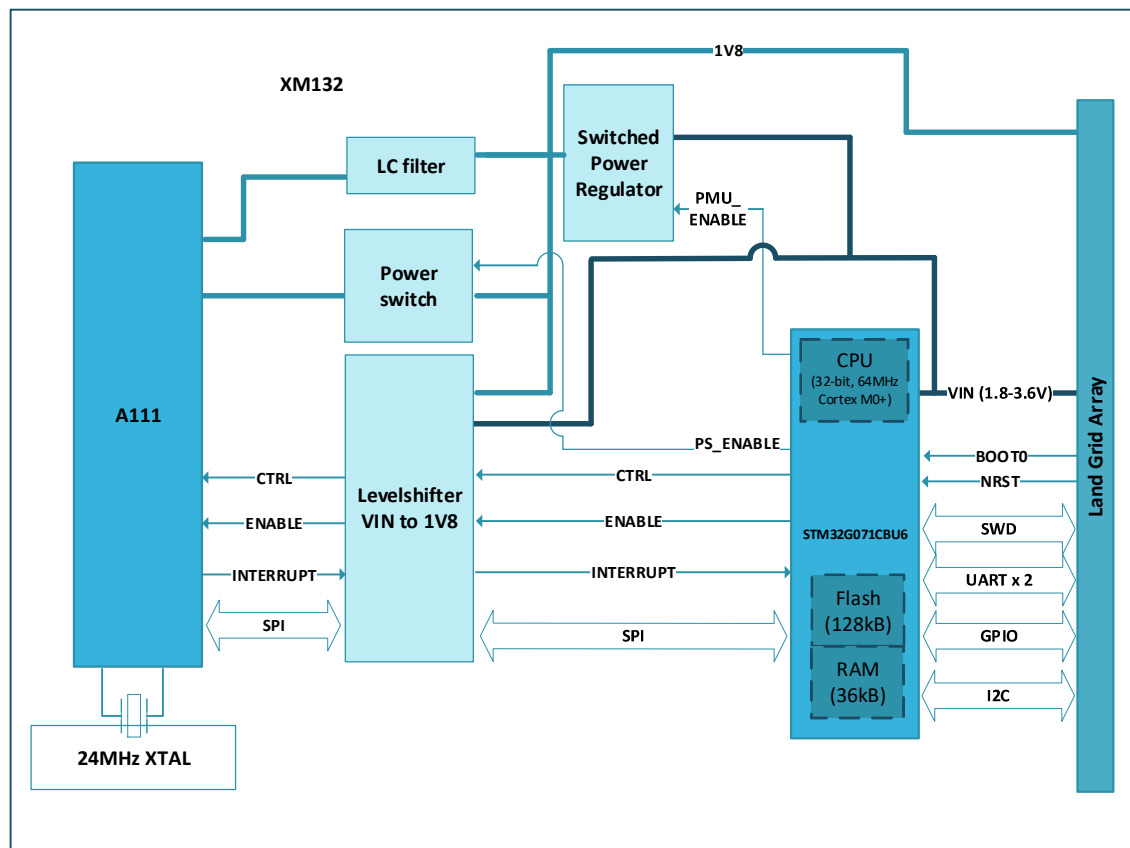 1V8
XM132
Switched
Power
Regulator
LC filter
PMU_
ENABLE
Power
switch
CPU
(32-bit, 64MHz
Cortex M0+)
VIN (1.8-3.6V)
Land Grid Array
A111
PS_ENABLE
BOOT0
CTRL
CTRL
NRST
Levelshifter
VIN to 1V8
ENABLE
ENABLE
STM32G071CBU6
SWD
INTERRUPT
INTERRUPT
UART x 2
Flash
(128kB)
SPI
SPI
GPIO
RAM
(36kB)
I2C
24MHz XTAL